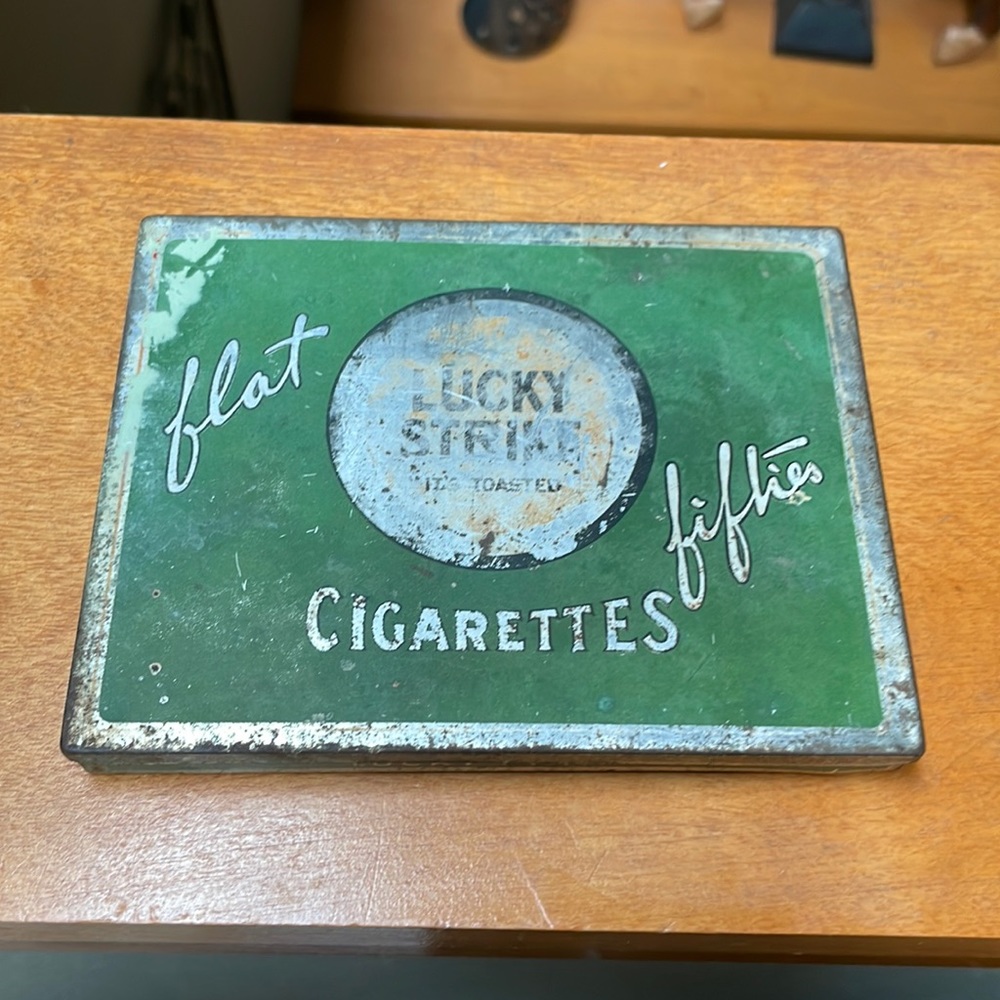 flat
LUCKY
STRIKE
IT'S TOASTED
fifties
CIGARETTES